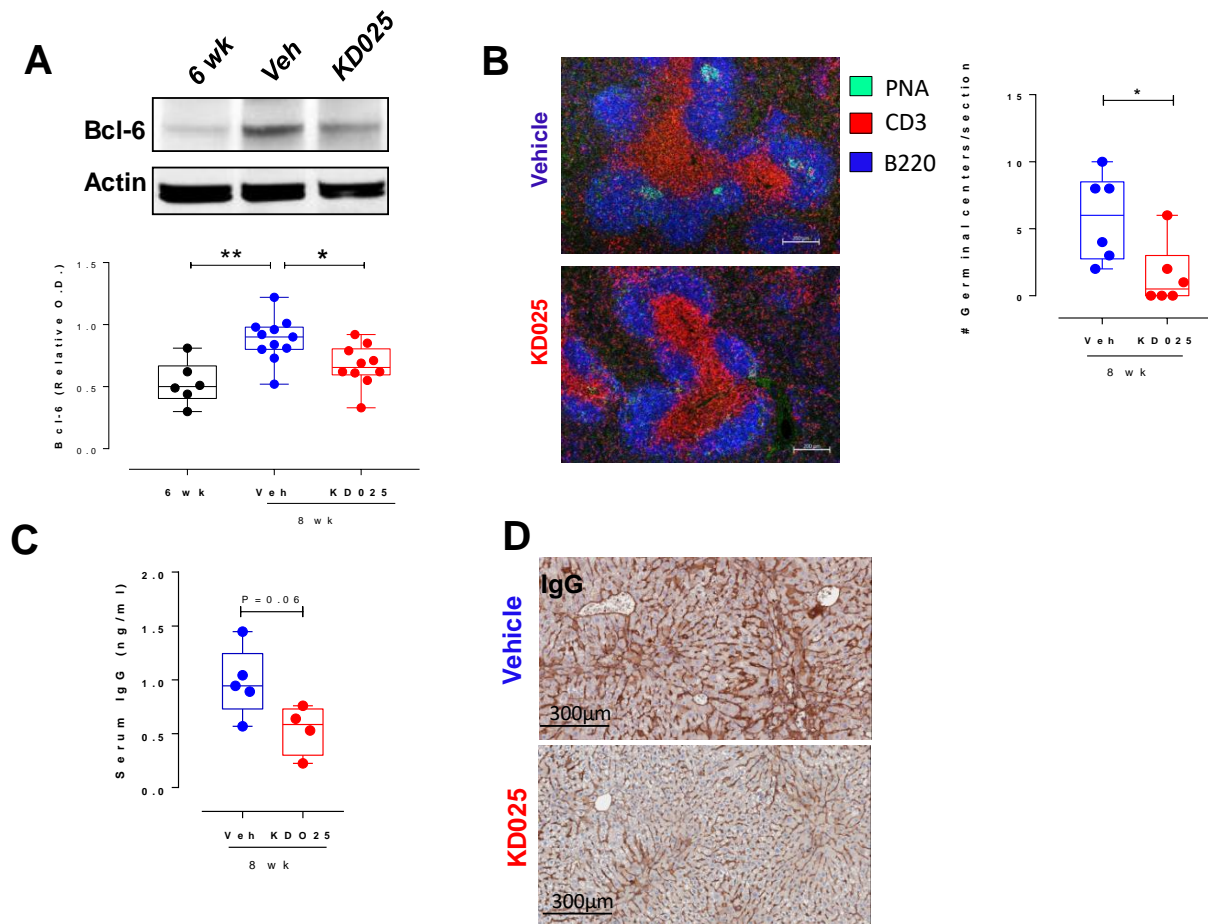 A
6 wk
Veh
KD025
Bcl-6
Actin
Bcl-6 (Relative O.D.)
1.5
1.0
0.5
0.0
**
*
6 wk
Veh
KD025
8 wk
B
Vehicle
KD025
PNA
CD3
B220
200 µm
# Germinal centers/section
15
10
5
0
*
Veh
KD025
8 wk
C
Serum IgG (ng/ml)
2.0
1.5
1.0
0.5
0.0
P=0.06
Veh
KDO25
8 wk
D
IgG
Vehicle
300µm
KD025
300µm